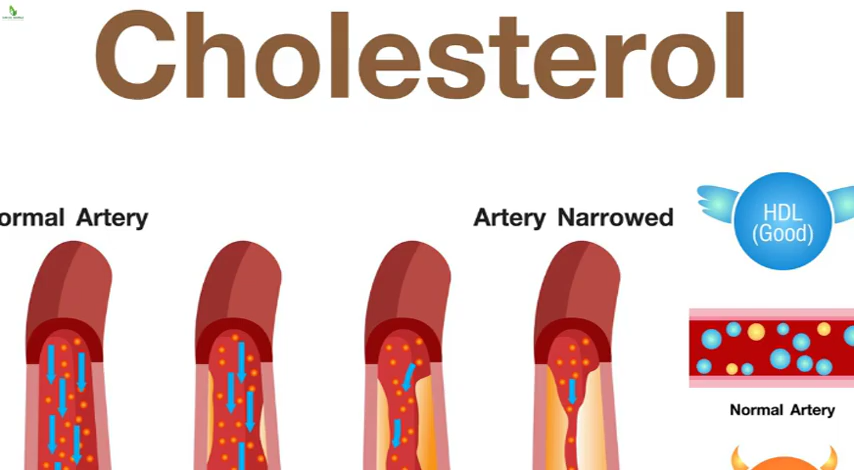 Cholesterol
ormal Artery
Artery Narrowed
HDL
(Good)
Normal Artery